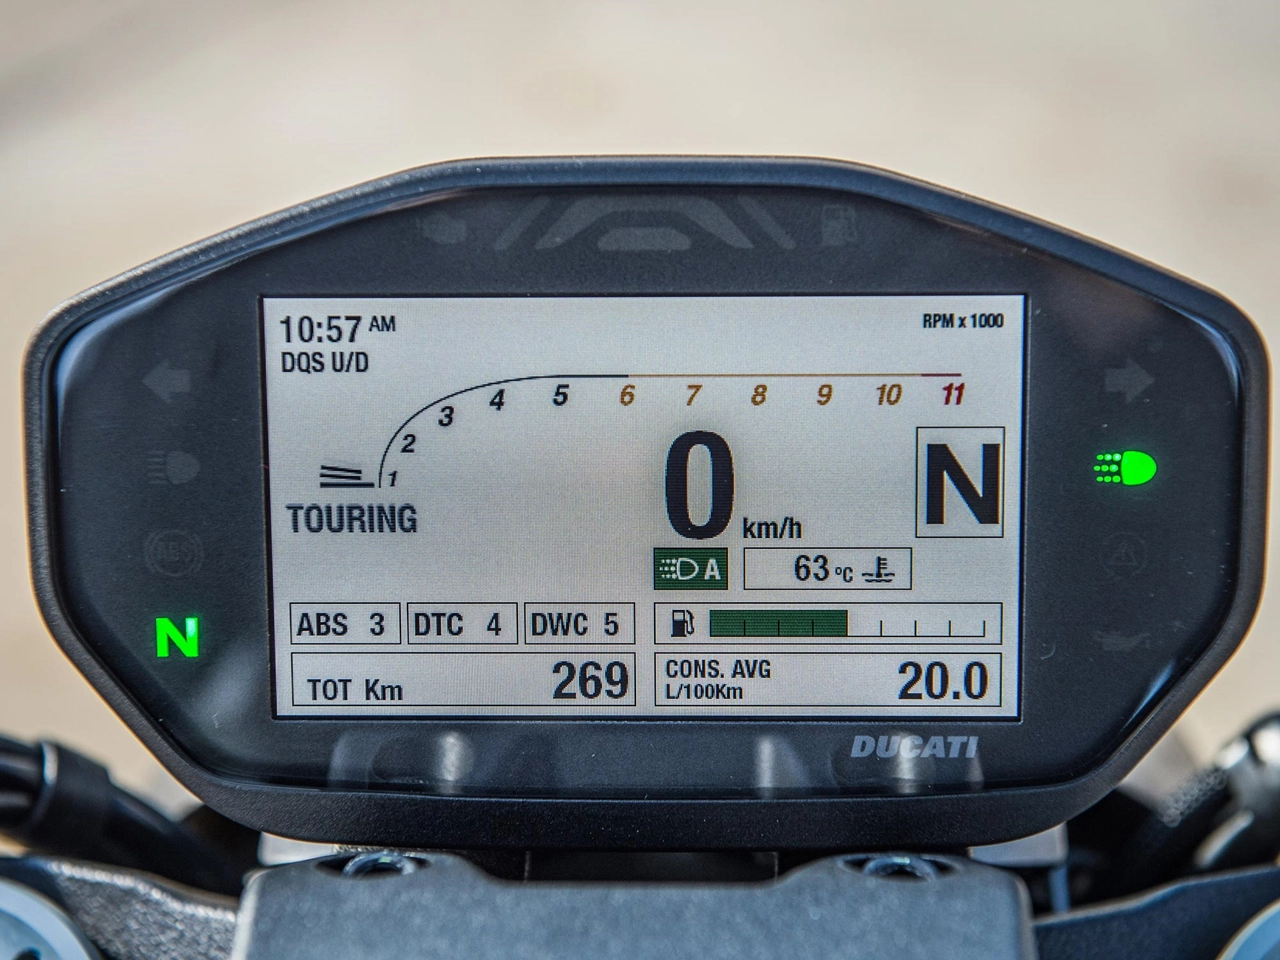 10:57 AM
RPM x 1000
DQS U/D
1 2 3 4 5 6 7 8 9 10 11
TOURING
0 km/h
N
A
63 °C
ABS 3
DTC 4
DWC 5
N
TOT Km 269
CONS. AVG
L/100Km
20.0
DUCATI
ABS